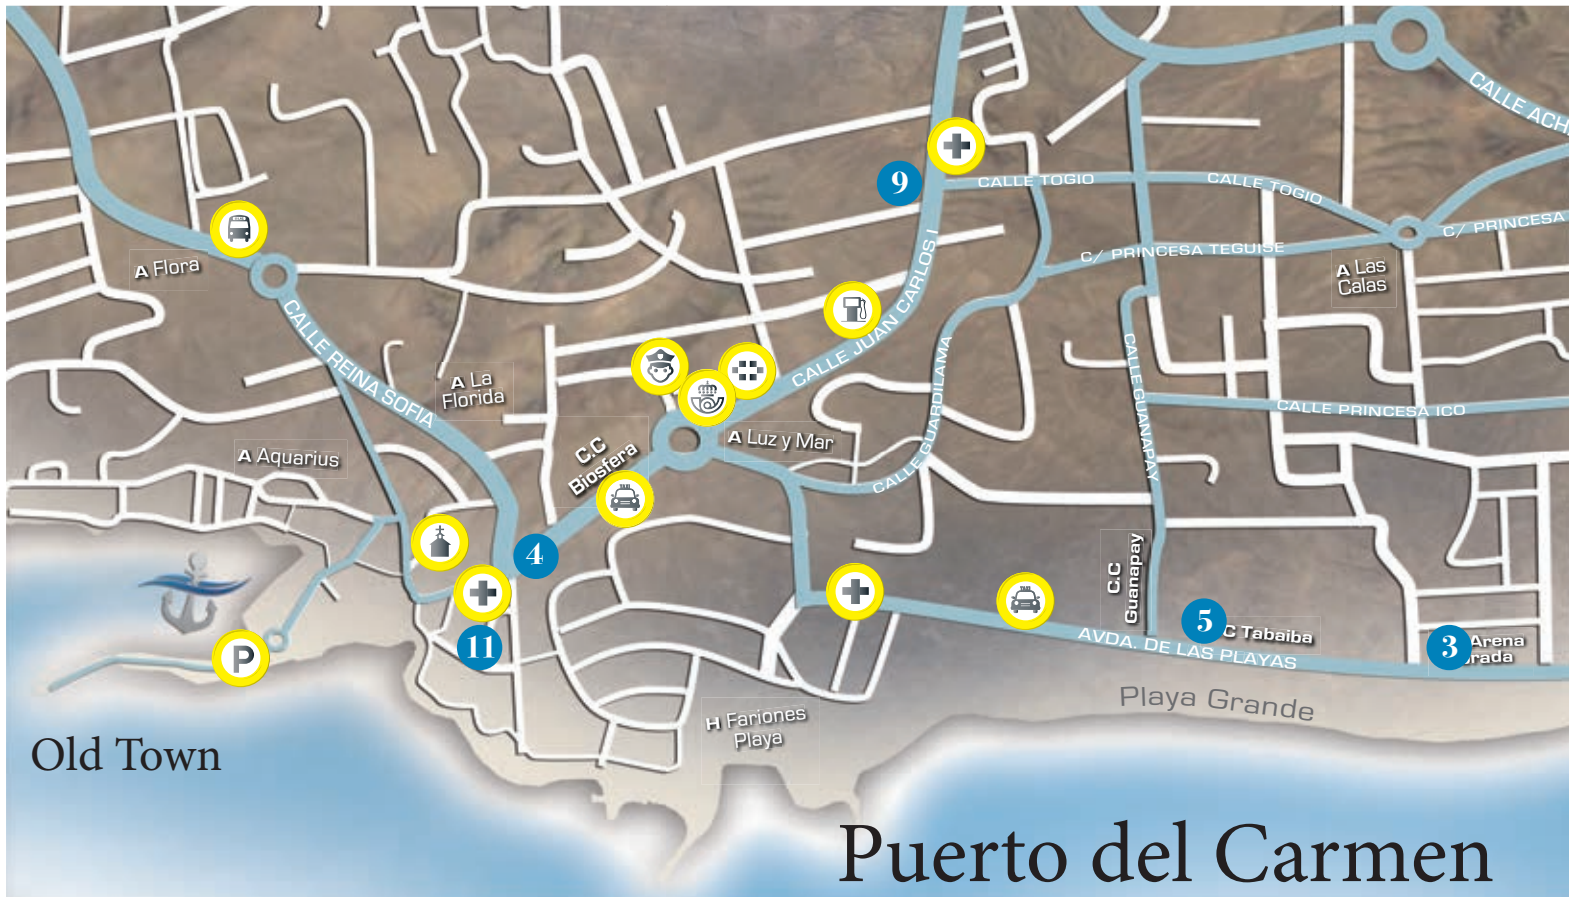 CALLE ACH
9
CALLE TOGIO
CALLE TOGIO
C/ PRINCESA
C/ PRINCESA TEGUISE
A Flora
A Las
Calas
CALLE JUAN CARLOS I
CALLE REINA SOFIA
CALLE GUARDILAMA
CALLE GUANAPAY
A La
Florida
CALLE PRINCESA ICO
A Luz y Mar
A Aquarius
C.C
Biosfera
TAXI
4
C.C
Guanapay
TAXI
11
5
C Tabaiba
3
Arena
rada
AVDA. DE LAS PLAYAS
P
Playa Grande
H Fariones
Playa
Old Town
Puerto del Carmen